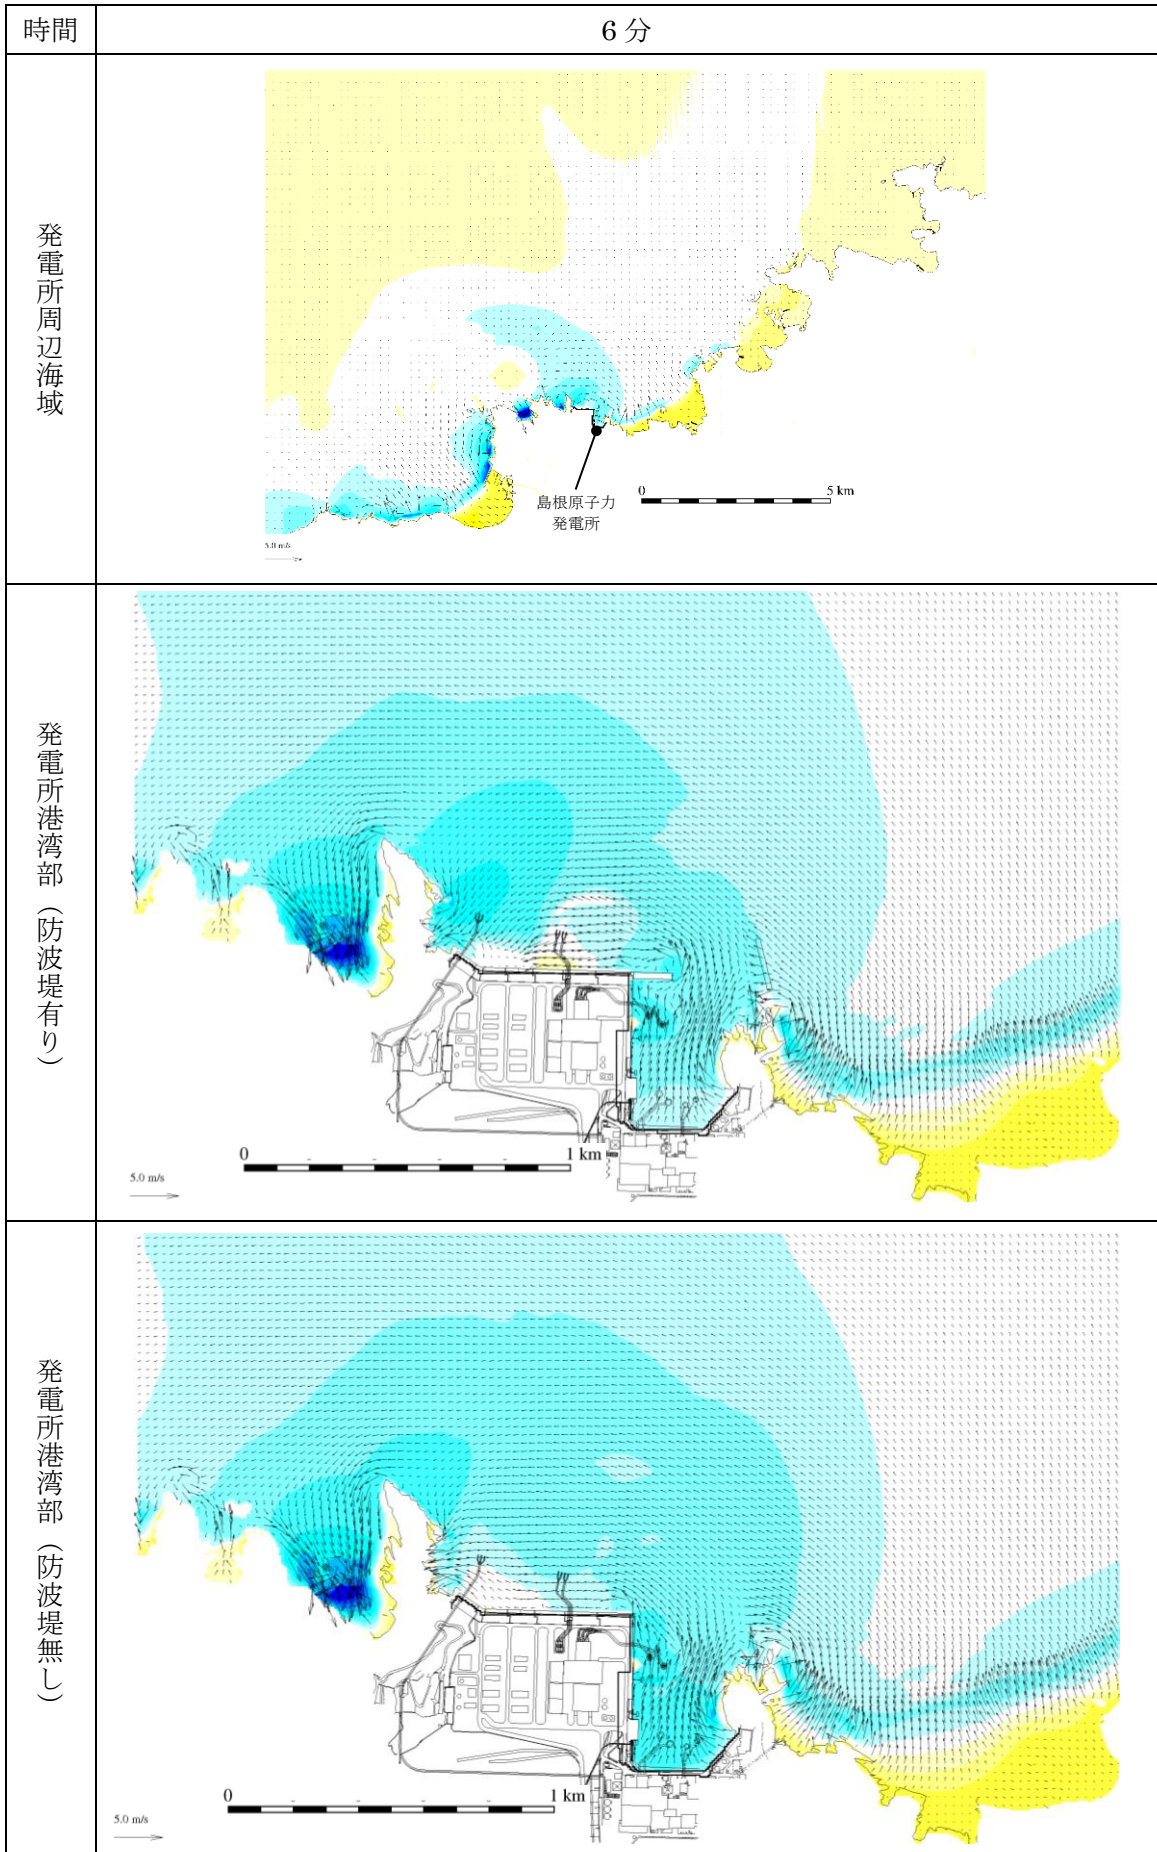 時間
6 分
発電所周辺海域
島根原子力
発電所
0
5 km
5.0 m/s
発電所港湾部（防波堤有り）
0
1 km
5.0 m/s
発電所港湾部（防波堤無し）
0
1 km
5.0 m/s